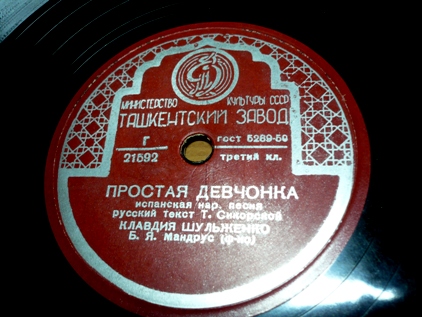 МИНИСТЕРСТВО КУЛЬТУРЫ СССР
ТАШКЕНТСКИЙ ЗАВОД
Г гост 5289-50
21592 третий кл.
ПРОСТАЯ ДЕВЧОНКА
испанская нар. песня
русский текст Т. Сикорской
КЛАВДИЯ ШУЛЬЖЕНКО
Б. Я. Мандрус (ф-но)